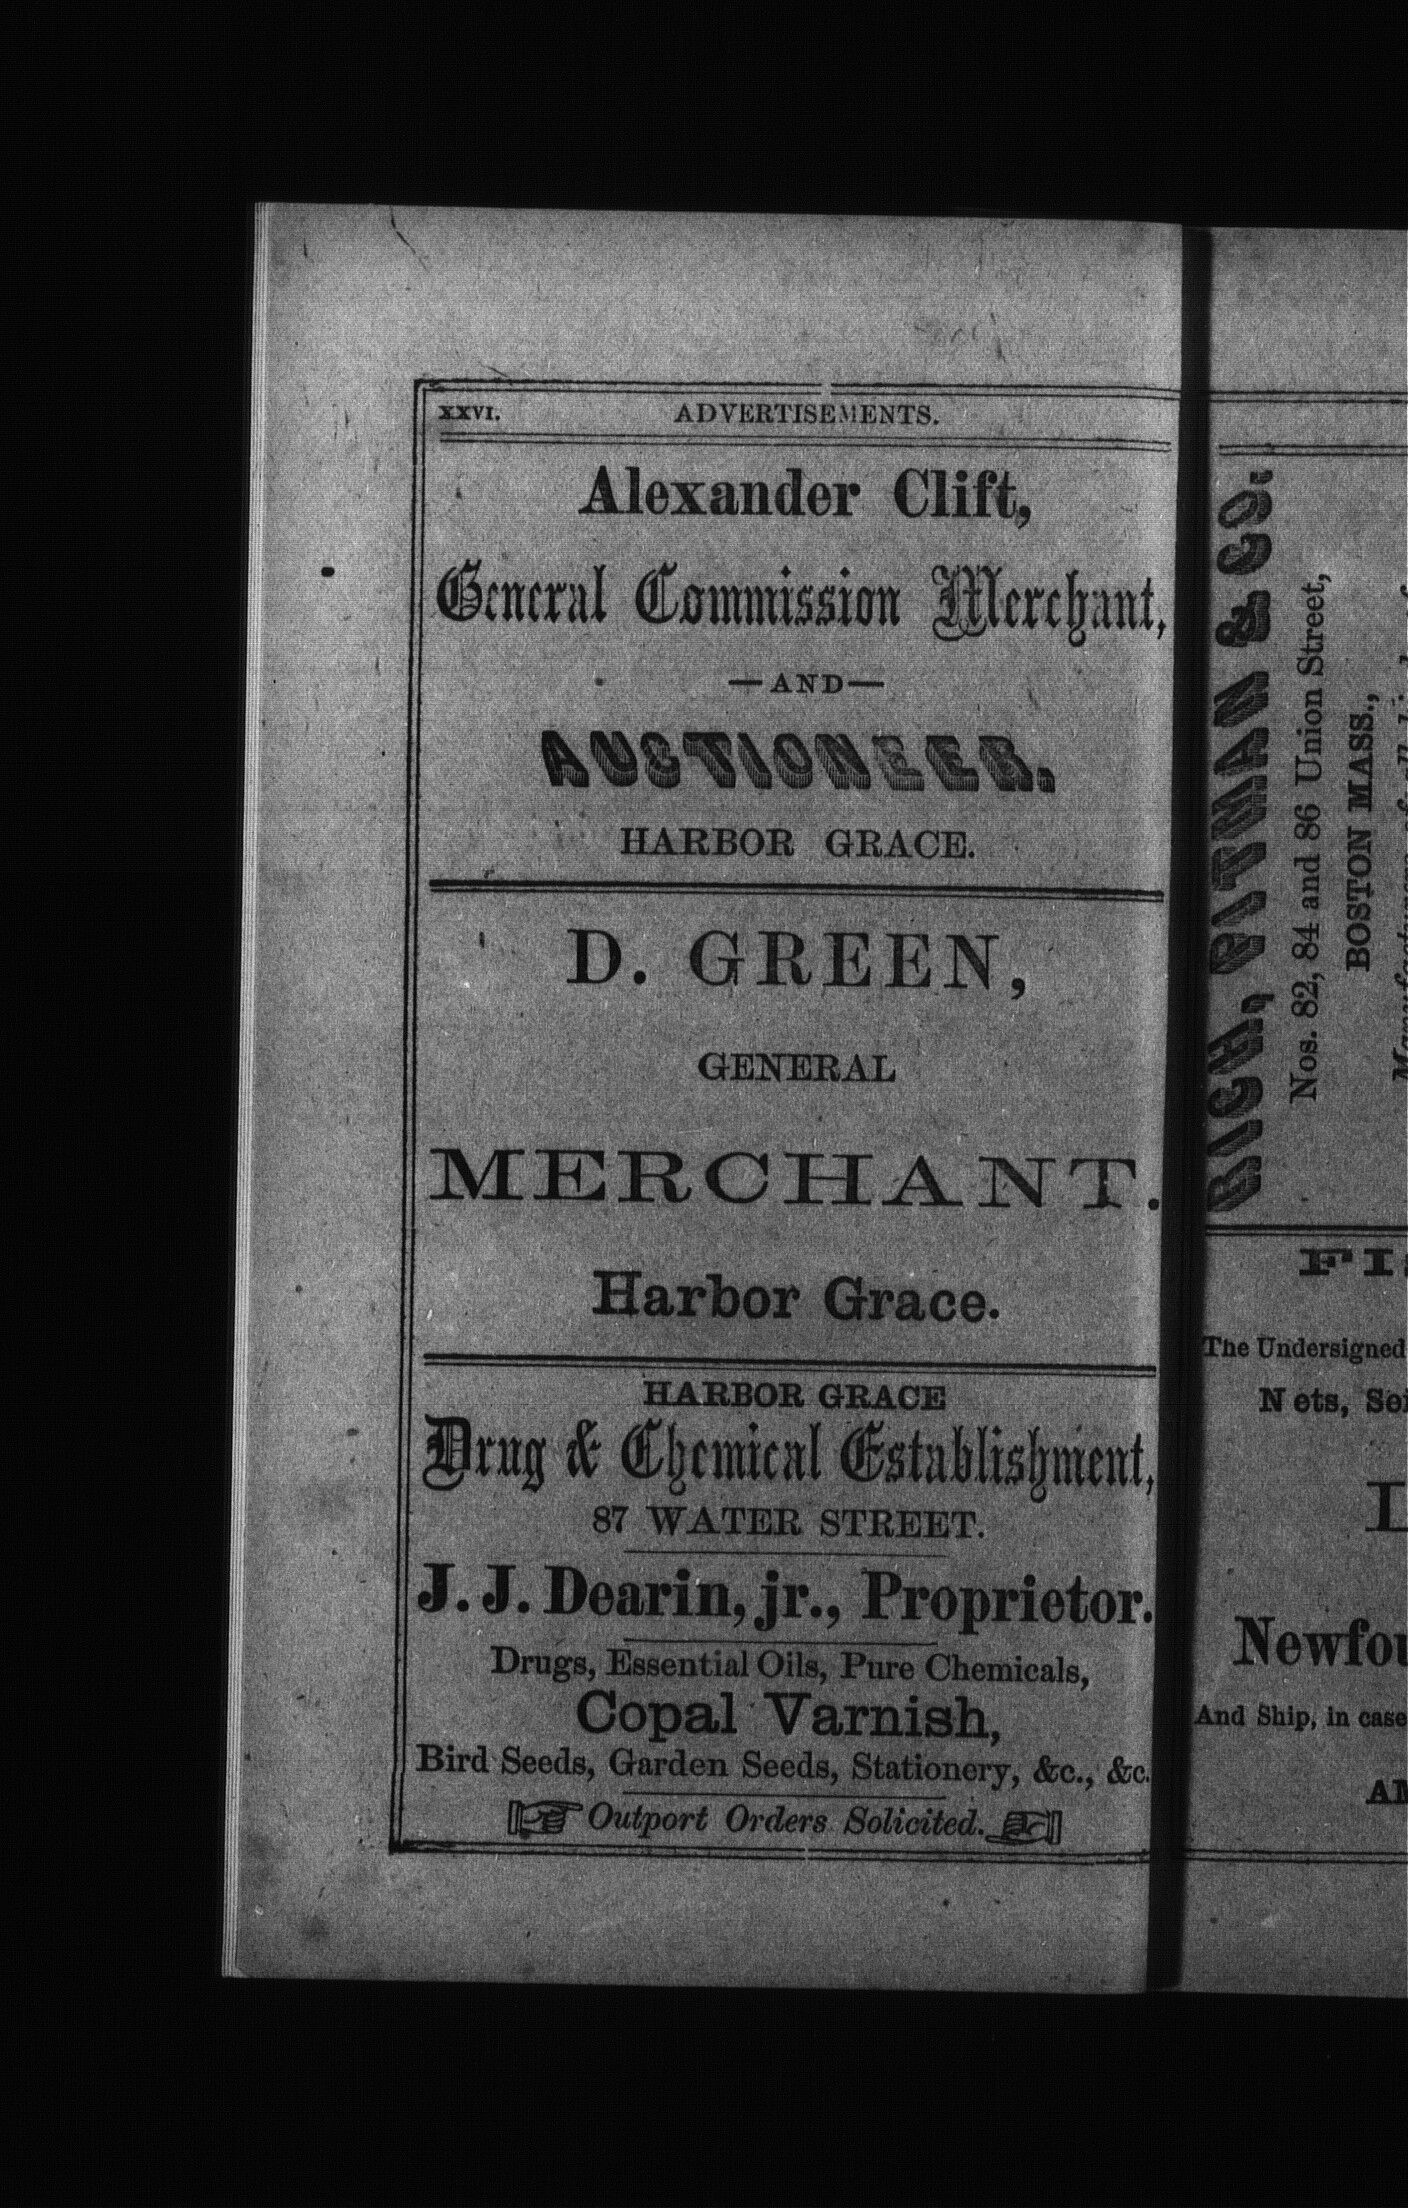 XXVI. ADVERTISEMENTS.
Alexander Clift,
General Commission Merchant,
—AND—
AUCTIONEER.
HARBOR GRACE.
D. GREEN,
GENERAL
MERCHANT.
Harbor Grace.
HARBOR GRACE
Drug & Chemical Establishment,
87 WATER STREET.
J. J. Dearin, jr., Proprietor.
Drugs, Essential Oils, Pure Chemicals,
Copal Varnish,
Bird Seeds, Garden Seeds, Stationery, &c., &c.
Outport Orders Solicited.
RICH, PITMAN & CO.
Nos. 82, 84 and 86 Union Street,
BOSTON MASS.,
The Undersigned
Nets,
And Ship, in case